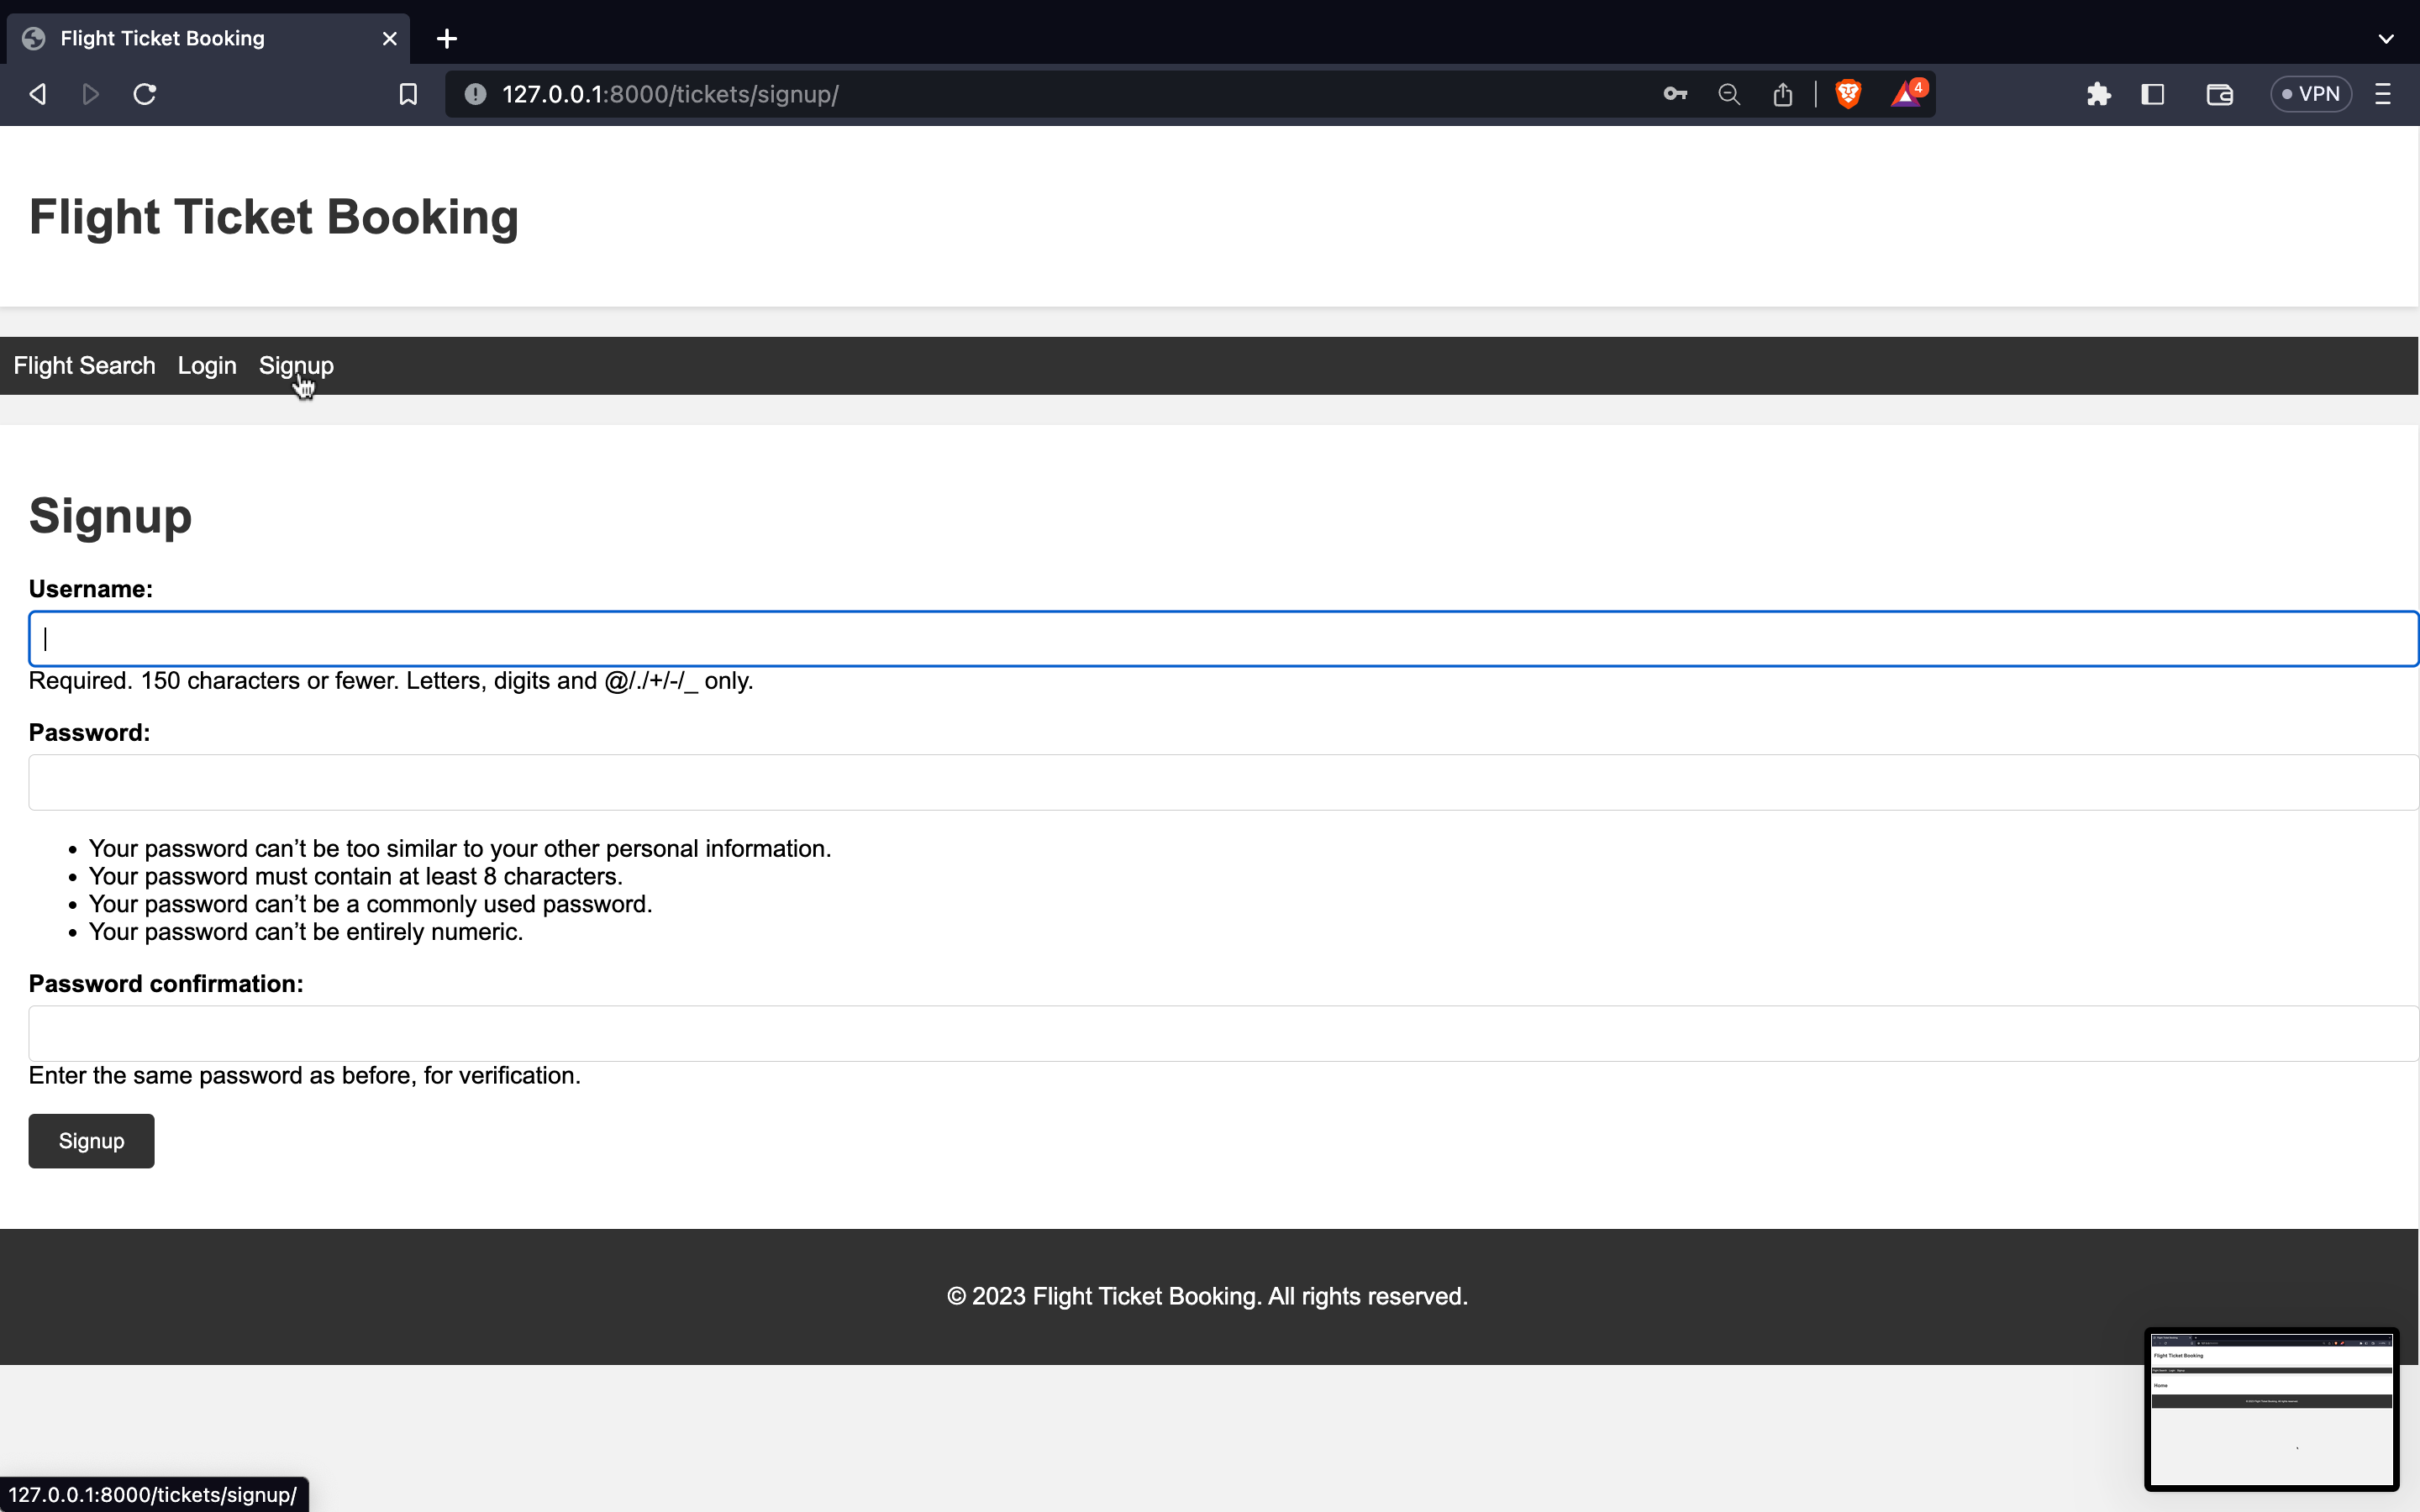 Flight Ticket Booking
127.0.0.1:8000/tickets/signup/
4
VPN
Flight Ticket Booking
Flight Search Login Signup
Signup
Username:
Required. 150 characters or fewer. Letters, digits and @/./+/-/_ only.
Password:
• Your password can’t be too similar to your other personal information.
• Your password must contain at least 8 characters.
• Your password can’t be a commonly used password.
• Your password can’t be entirely numeric.
Password confirmation:
Enter the same password as before, for verification.
Signup
© 2023 Flight Ticket Booking. All rights reserved.
Flight Ticket Booking
Home
127.0.0.1:8000/tickets/signup/